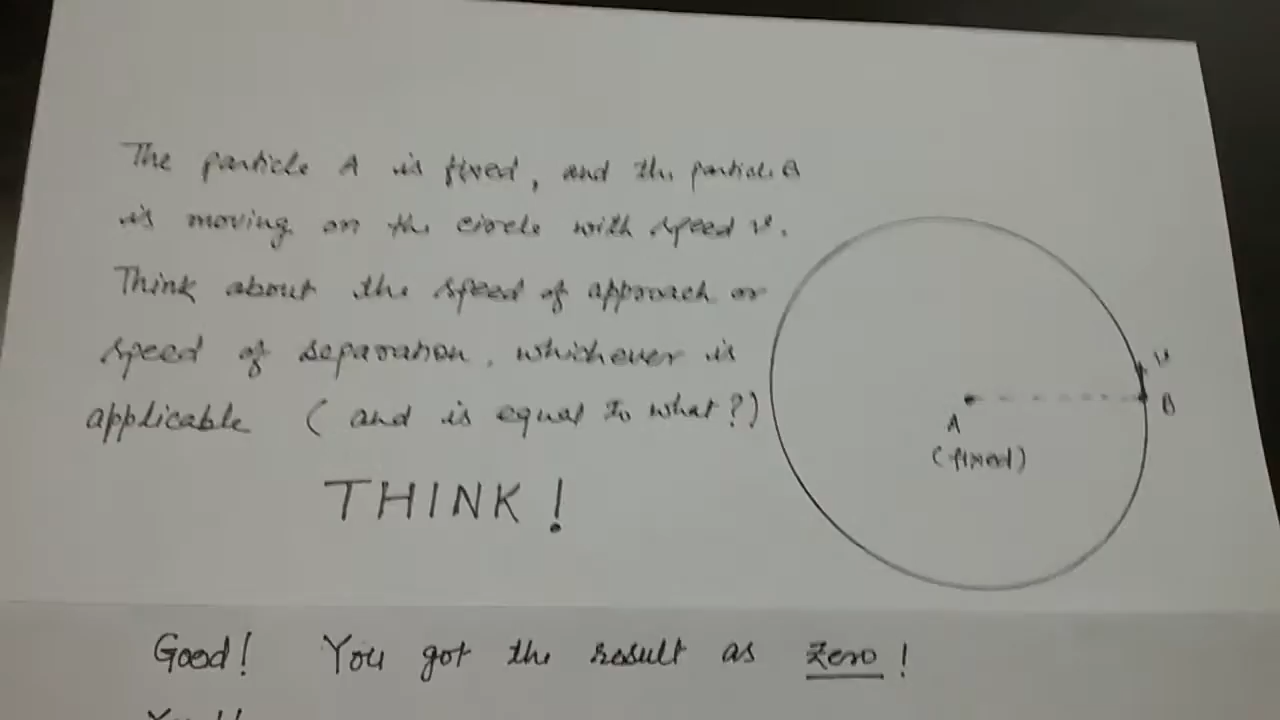 The particle A is fixed, and the particle B
is moving on the circle with speed v.
Think about the speed of approach or
speed of separation, whichever is
applicable (and is equal to what?)
THINK!
v
B
A
(fixed)
Good! You got the result as zero!